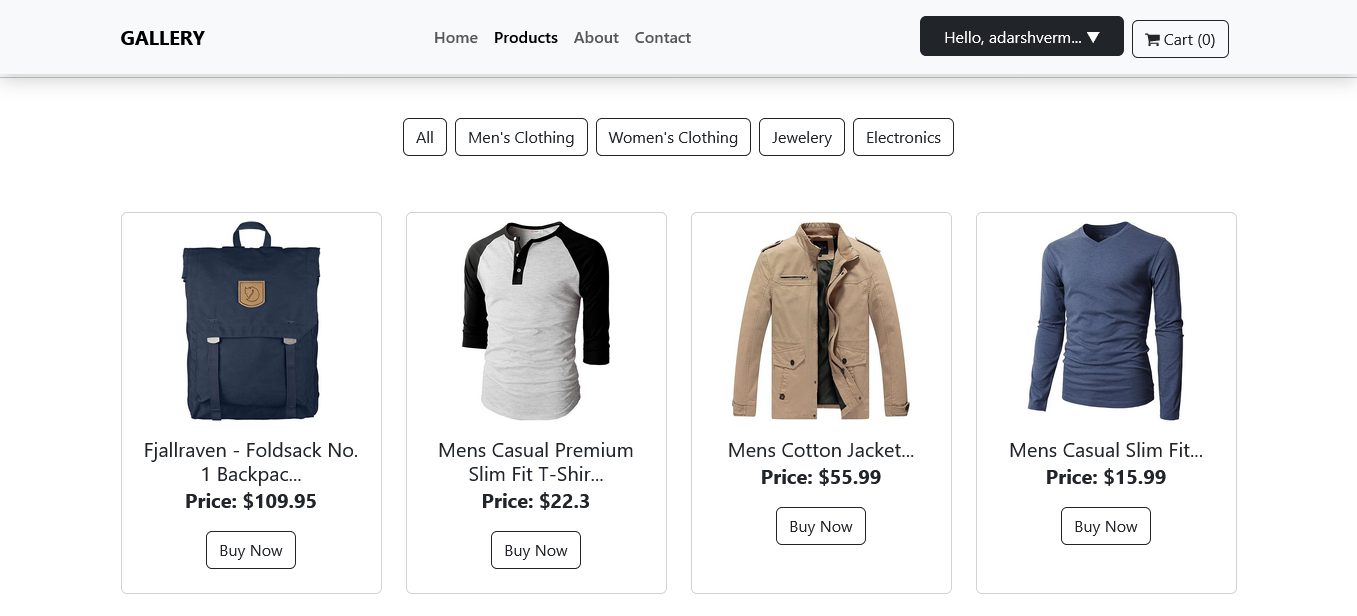 GALLERY
Home Products About Contact
Hello, adarshverm... ▼
Cart (0)
All
Men's Clothing
Women's Clothing
Jewelery
Electronics
Fjallraven - Foldsack No.
1 Backpac...
Price: $109.95
Buy Now
Mens Casual Premium
Slim Fit T-Shir...
Price: $22.3
Buy Now
Mens Cotton Jacket...
Price: $55.99
Buy Now
Mens Casual Slim Fit...
Price: $15.99
Buy Now